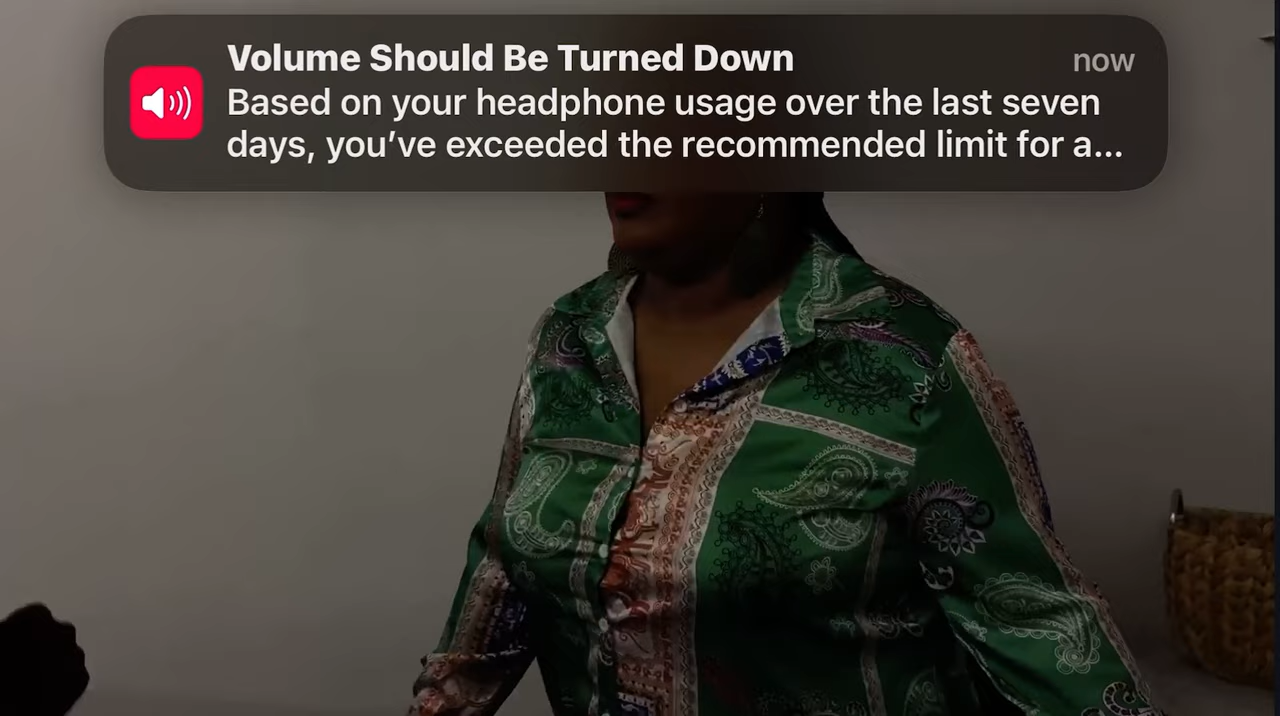 Volume Should Be Turned Down
now
Based on your headphone usage over the last seven
days, you’ve exceeded the recommended limit for a...